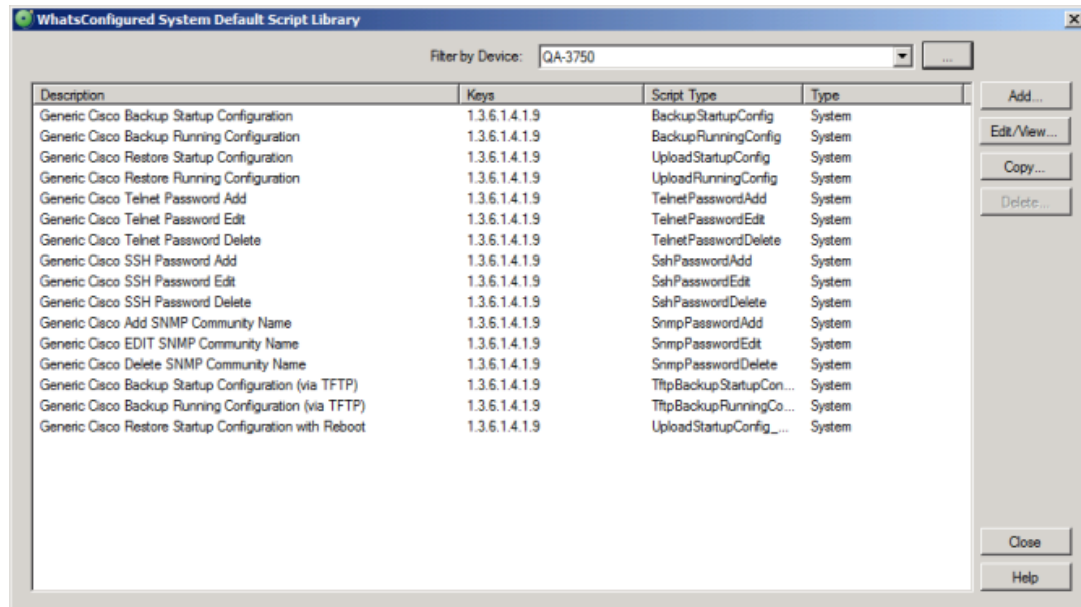 WhatsConfigured System Default Script Library
Filter by Device: QA-3750 ...
Description Keys Script Type Type
Generic Cisco Backup Startup Configuration 1.3.6.1.4.1.9 BackupStartupConfig System
Generic Cisco Backup Running Configuration 1.3.6.1.4.1.9 BackupRunningConfig System
Generic Cisco Restore Startup Configuration 1.3.6.1.4.1.9 UploadStartupConfig System
Generic Cisco Restore Running Configuration 1.3.6.1.4.1.9 UploadRunningConfig System
Generic Cisco Telnet Password Add 1.3.6.1.4.1.9 TelnetPasswordAdd System
Generic Cisco Telnet Password Edit 1.3.6.1.4.1.9 TelnetPasswordEdit System
Generic Cisco Telnet Password Delete 1.3.6.1.4.1.9 TelnetPasswordDelete System
Generic Cisco SSH Password Add 1.3.6.1.4.1.9 SshPasswordAdd System
Generic Cisco SSH Password Edit 1.3.6.1.4.1.9 SshPasswordEdit System
Generic Cisco SSH Password Delete 1.3.6.1.4.1.9 SshPasswordDelete System
Generic Cisco Add SNMP Community Name 1.3.6.1.4.1.9 SnmpPasswordAdd System
Generic Cisco EDIT SNMP Community Name 1.3.6.1.4.1.9 SnmpPasswordEdit System
Generic Cisco Delete SNMP Community Name 1.3.6.1.4.1.9 SnmpPasswordDelete System
Generic Cisco Backup Startup Configuration (via TFTP) 1.3.6.1.4.1.9 TftpBackupStartupCon... System
Generic Cisco Backup Running Configuration (via TFTP) 1.3.6.1.4.1.9 TftpBackupRunningCo... System
Generic Cisco Restore Startup Configuration with Reboot 1.3.6.1.4.1.9 UploadStartupConfig_... System
Add...
Edit/View...
Copy...
Delete...
Close
Help